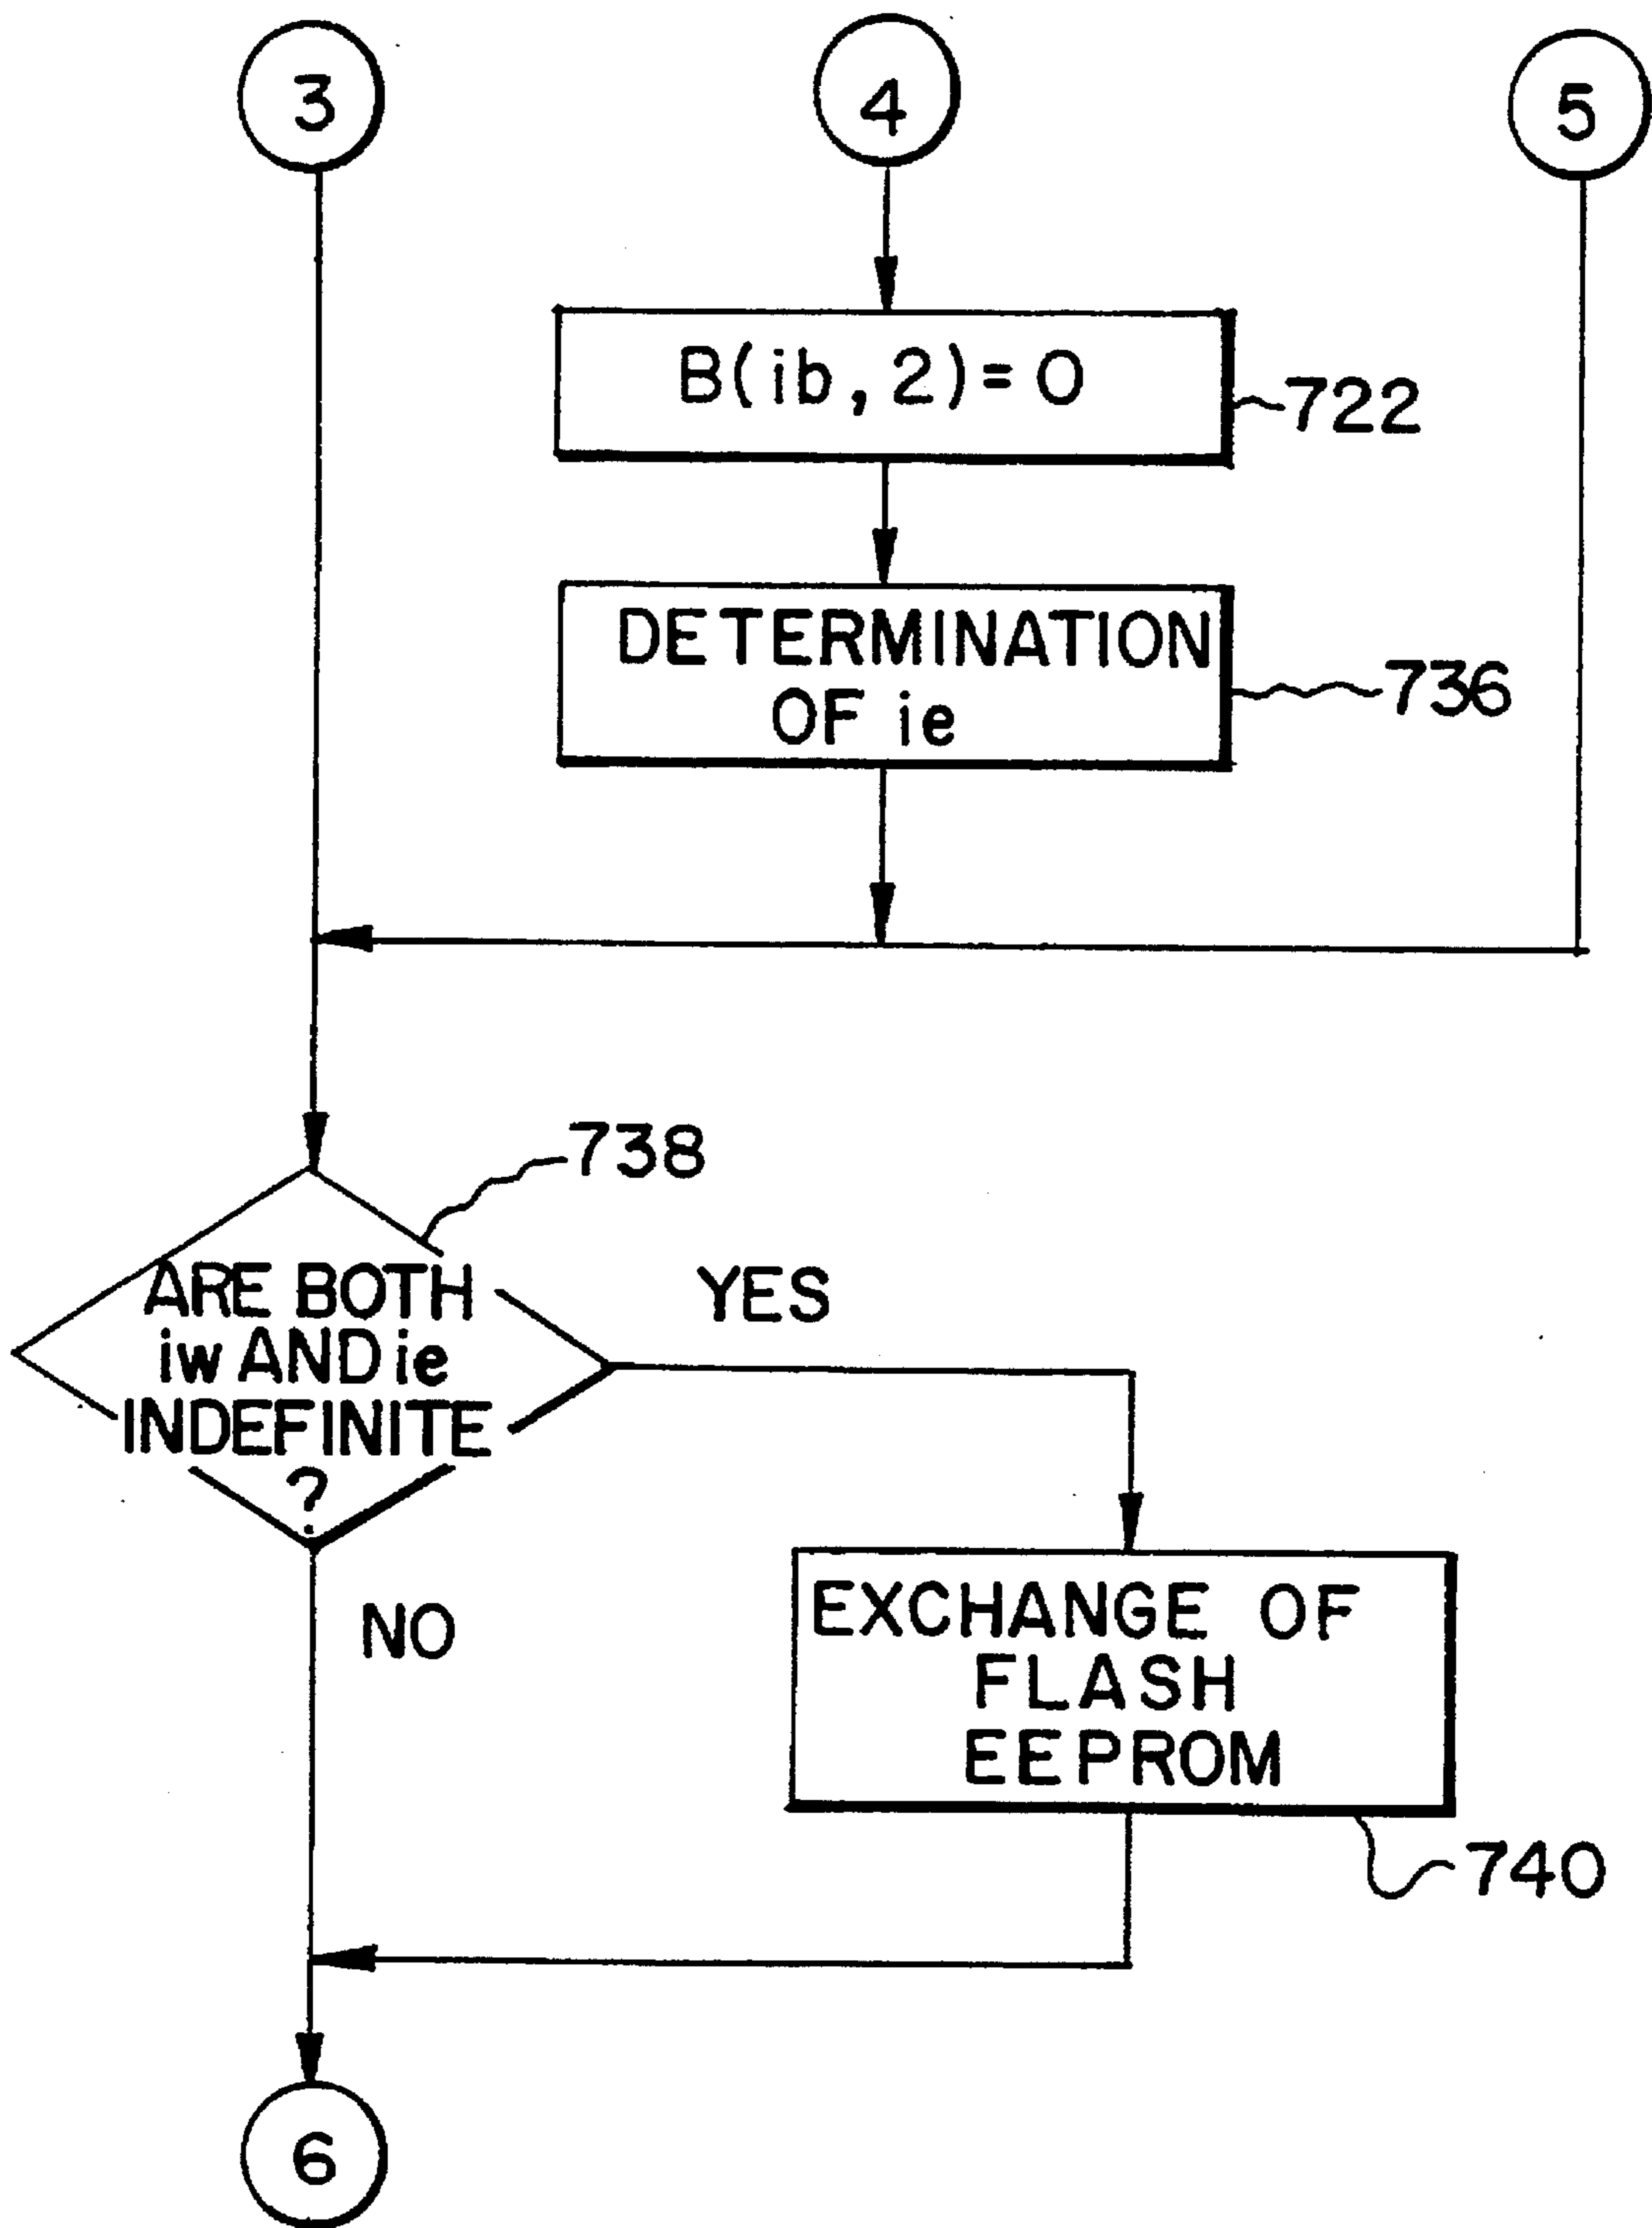 3
4
5
B(ib, 2)= 0
722
DETERMINATION
OF ie
736
738
ARE BOTH
iw AND ie
INDEFINITE
?
YES
NO
EXCHANGE OF
FLASH
EEPROM
740
6